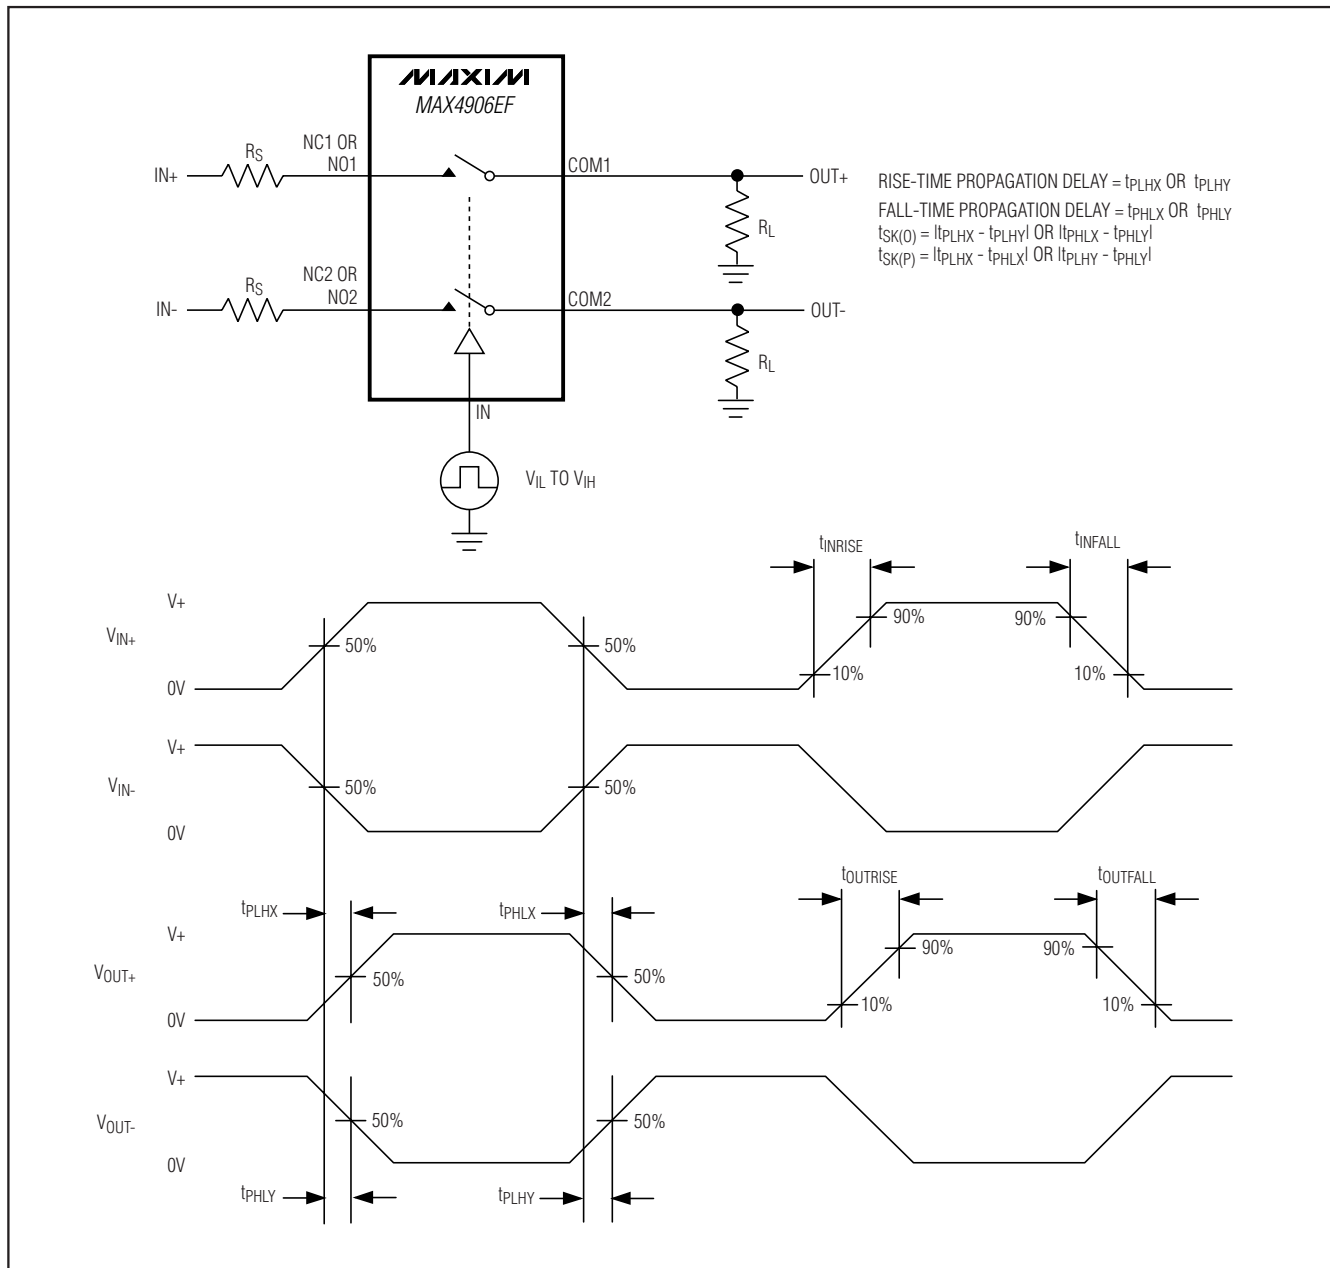 MAXIM
MAX4906EF
IN+
RS
NC1 OR
NO1
COM1
OUT+
RL
RISE-TIME PROPAGATION DELAY = tPLHX OR tPLHY
FALL-TIME PROPAGATION DELAY = tPHLX OR tPHLY
tSK(O) = |tPLHX - tPLHY| OR |tPHLX - tPHLY|
tSK(P) = |tPLHX - tPHLX| OR |tPLHY - tPHLY|
IN-
RS
NC2 OR
NO2
COM2
OUT-
RL
IN
VIL TO VIH
tINRISE
tINFALL
V+
VIN+
0V
50%
50%
10%
90%
90%
10%
V+
VIN-
0V
50%
50%
tOUTRISE
tOUTFALL
tPLHX
tPHLX
V+
VOUT+
0V
50%
50%
10%
90%
90%
10%
V+
VOUT-
0V
50%
50%
tPHLY
tPLHY